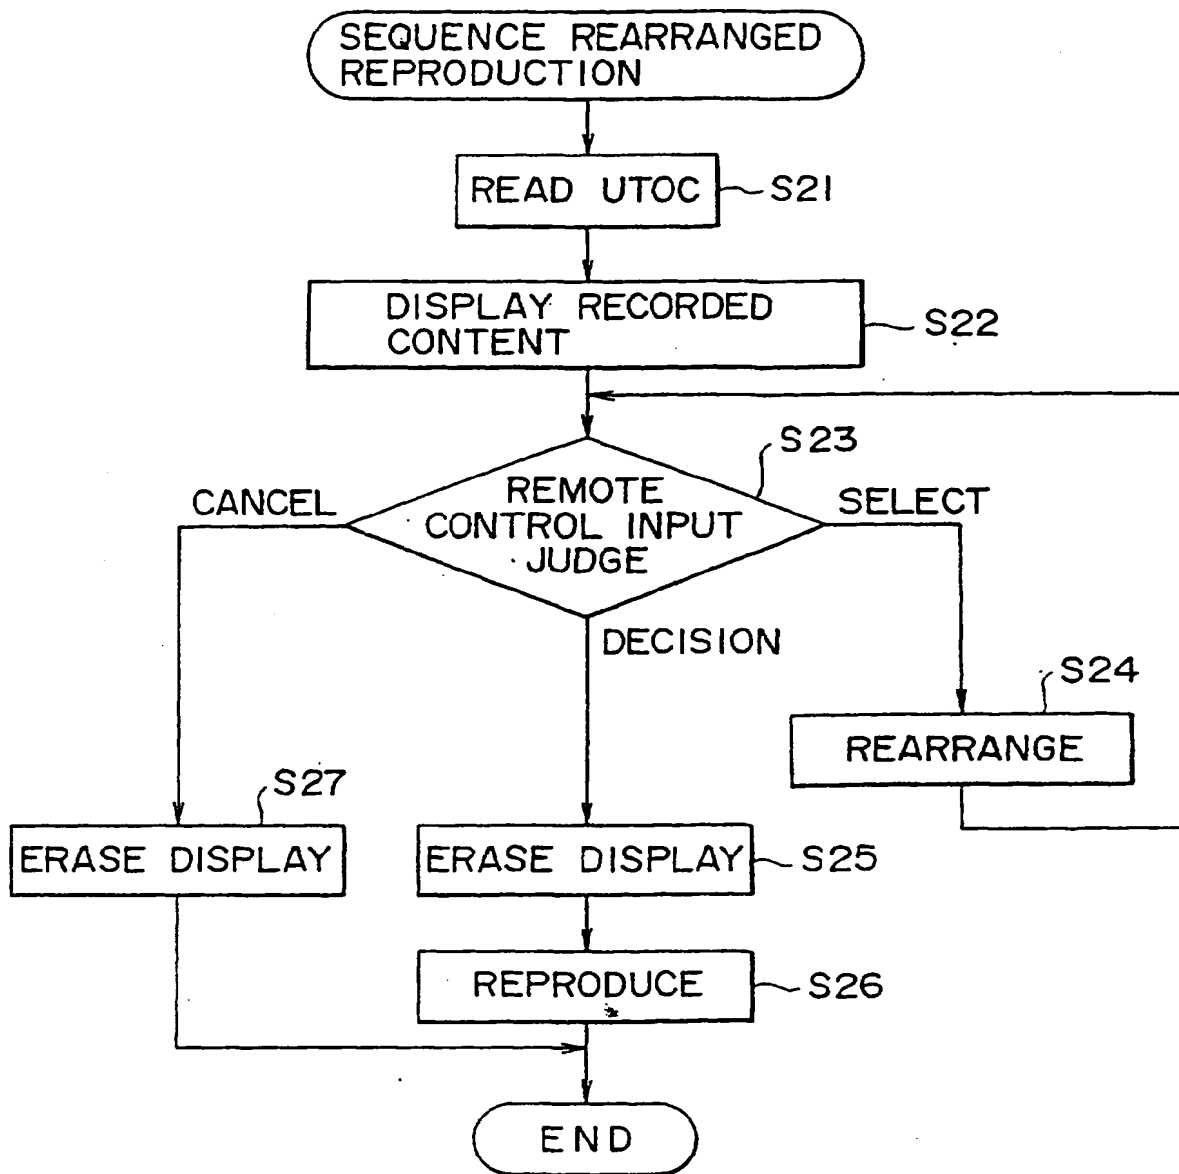 SEQUENCE REARRANGED
REPRODUCTION
READ UTOC
S21
DISPLAY RECORDED
CONTENT
S22
S23
REMOTE
CONTROL INPUT
JUDGE
CANCEL
SELECT
DECISION
S24
REARRANGE
S27
ERASE DISPLAY
ERASE DISPLAY
S25
REPRODUCE
S26
END